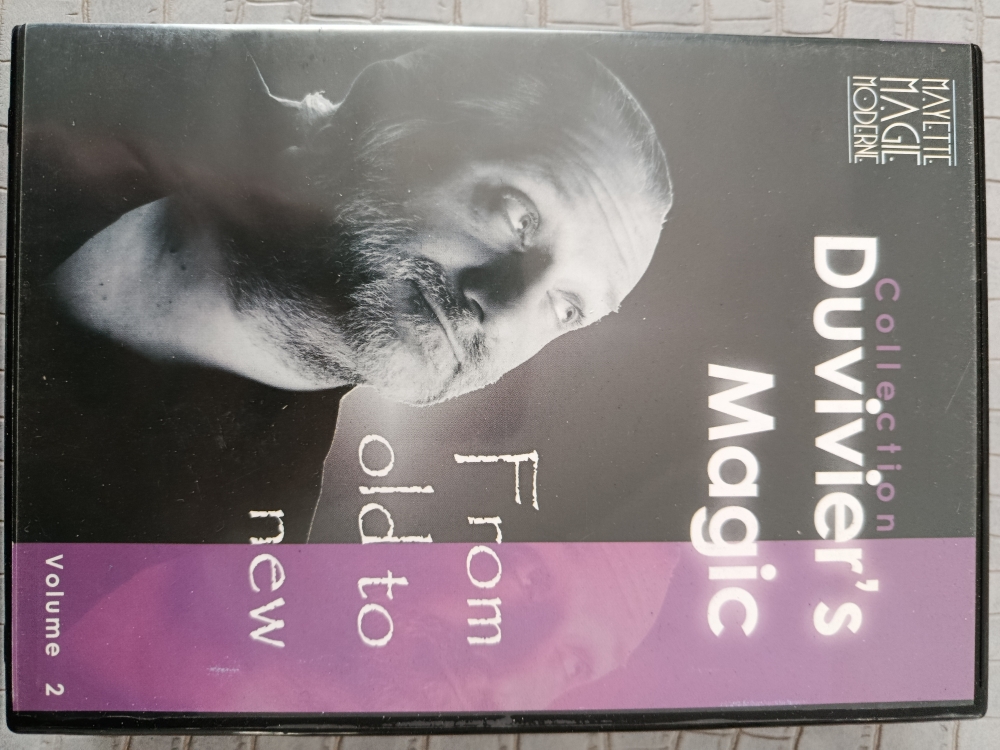 MAYETTE
MAGIE
MODERNE
Collection
Duvivier's
Magic
From
old to
new
Volume 2